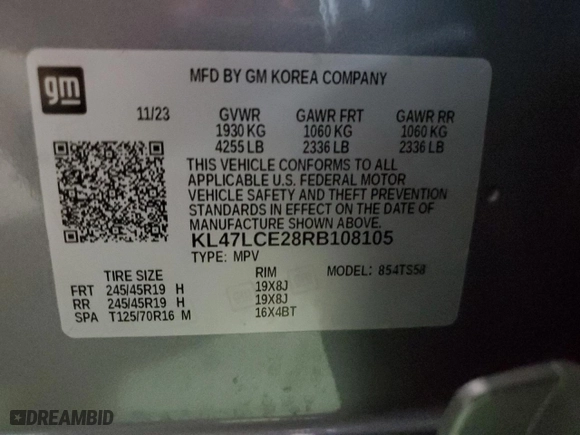 gm
MFD BY GM KOREA COMPANY
11/23 GVWR GAWR FRT GAWR RR
1930 KG 1060 KG 1060 KG
4255 LB 2336 LB 2336 LB
THIS VEHICLE CONFORMS TO ALL
APPLICABLE U.S. FEDERAL MOTOR
VEHICLE SAFETY AND THEFT PREVENTION
STANDARDS IN EFFECT ON THE DATE OF
MANUFACTURE SHOWN ABOVE.
KL47LCE28RB108105
TYPE: MPV
TIRE SIZE RIM MODEL: 854TS58
FRT 245/45R19 H 19X8J
RR 245/45R19 H 19X8J
SPA T125/70R16 M 16X4BT
DREAMBID